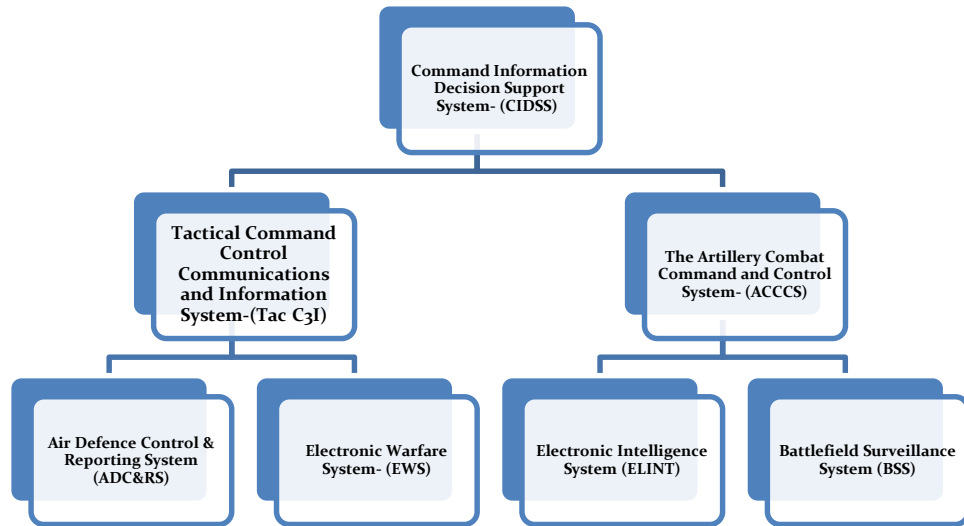 Command Information
Decision Support
System- (CIDSS)
Tactical Command
Control
Communications
and Information
System-(Tac C3I)
The Artillery Combat
Command and Control
System- (ACCCS)
Air Defence Control &
Reporting System
(ADC&RS)
Electronic Warfare
System- (EWS)
Electronic Intelligence
System (ELINT)
Battlefield Surveillance
System (BSS)